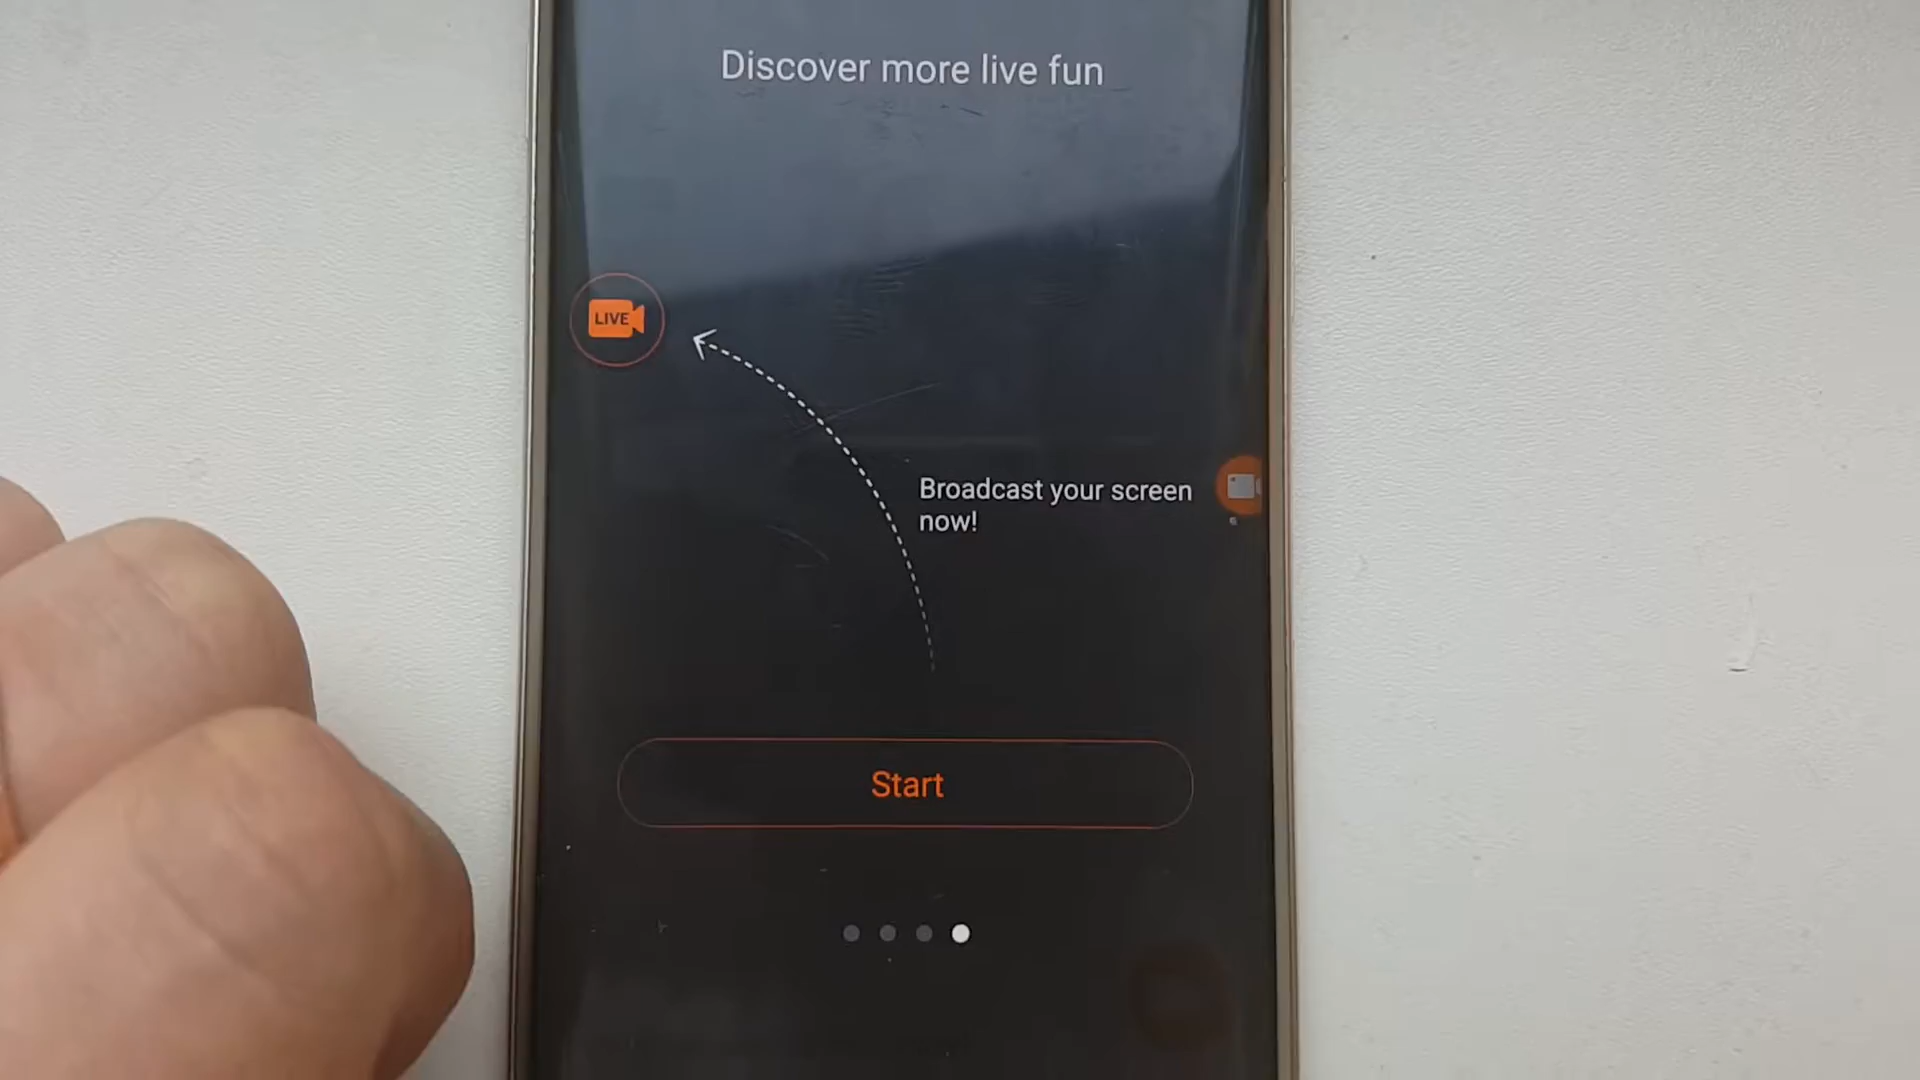 Discover more live fun
LIVE
Broadcast your screen
now!
Start